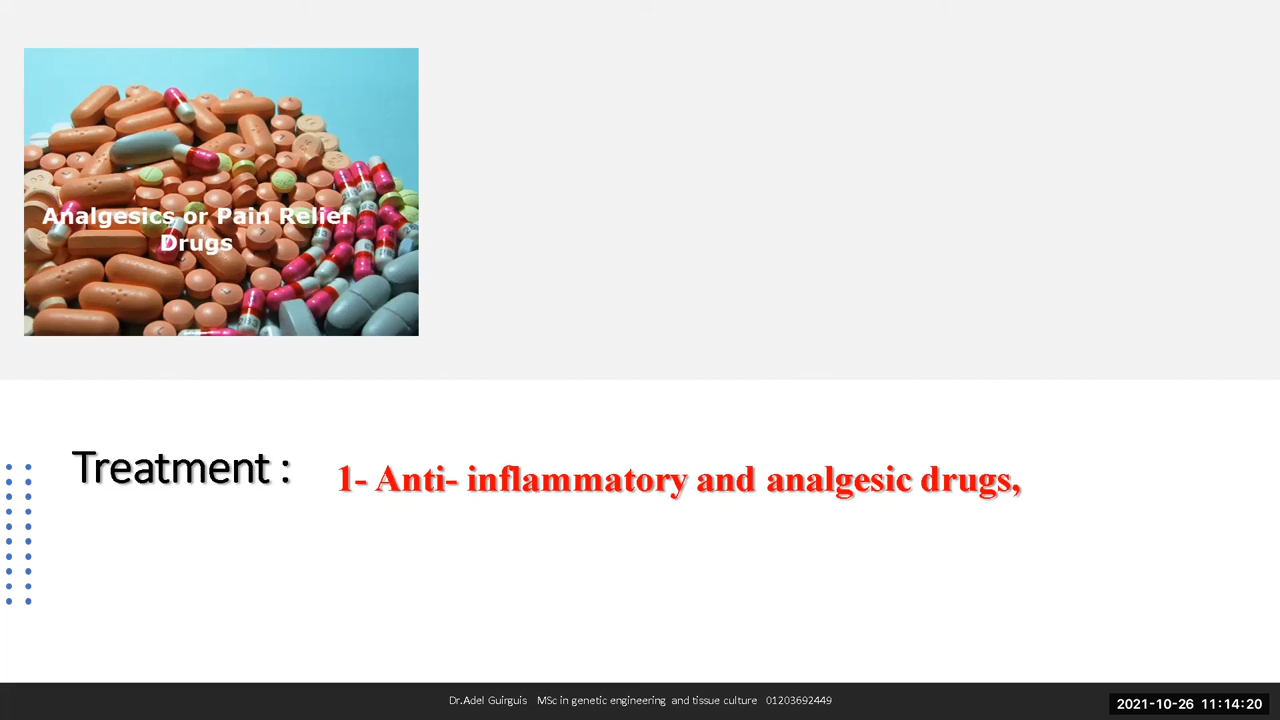 Analgesics or Pain Relief
Drugs
Treatment :
1- Anti- inflammatory and analgesic drugs,
Dr.Adel Guirguis MSc in genetic engineering and tissue culture 01203692449
2021-10-26 11:14:20